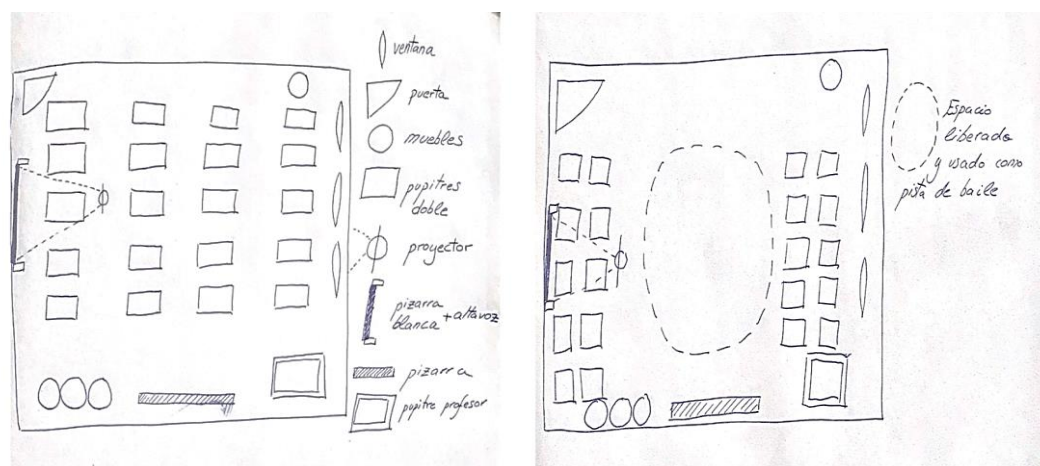 ventana
puerta
muebles
pupitres
doble
proyector
pizarra
blanca + altavoz
pizarra
pupitre profesor
Espacio
liberado
y usado como
pista de baile